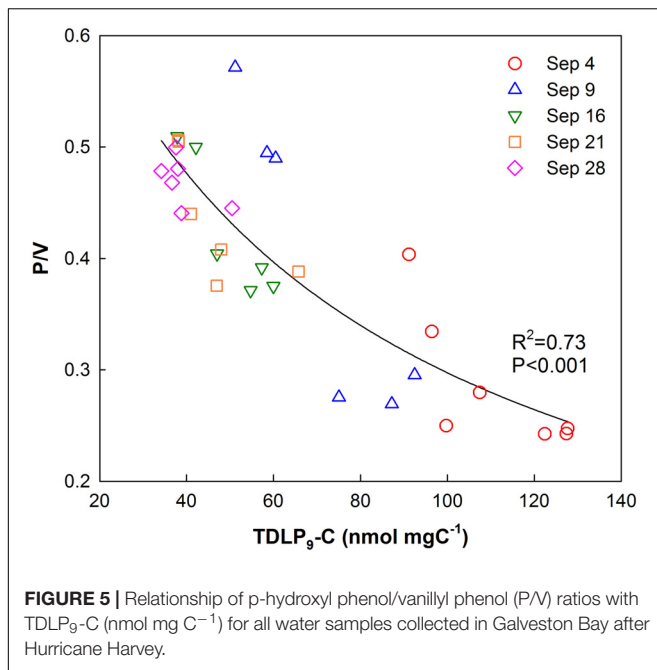 0.6
0.5
0.4
0.3
0.2
P/V
Sep 4
Sep 9
Sep 16
Sep 21
Sep 28
R²=0.73
P<0.001
20 40 60 80 100 120 140
TDLP₉-C (nmol mgC⁻¹)
FIGURE 5 | Relationship of p-hydroxyl phenol/vanillyl phenol (P/V) ratios with
TDLP₉-C (nmol mg C⁻¹) for all water samples collected in Galveston Bay after
Hurricane Harvey.